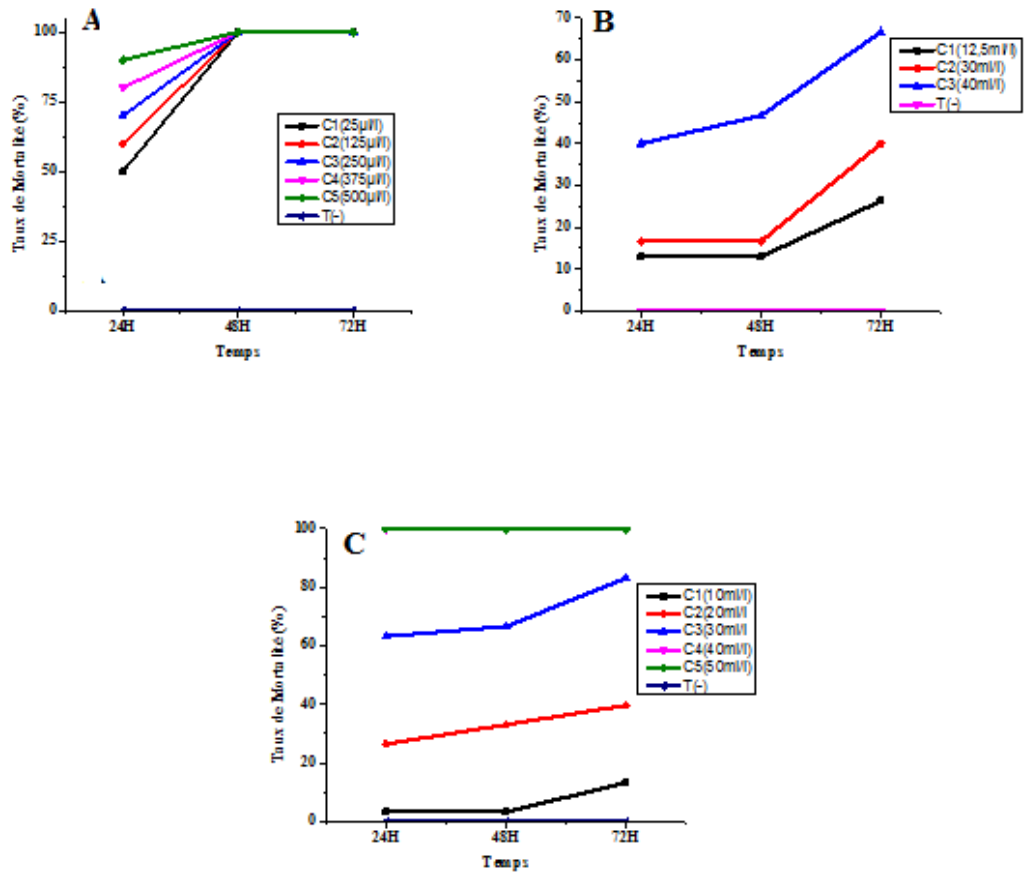 A
100
75
50
25
0
Taux de Mortalité (%)
24H 48H 72H
Temps
C1(25µl/l)
C2(125µl/l)
C3(250µl/l)
C4(375µl/l)
C5(500µl/l)
T(-)
B
70
60
50
40
30
20
10
0
Taux de Mortalité (%)
24H 48H 72H
Temps
C1(12,5ml/l)
C2(30ml/l)
C3(40ml/l)
T(-)
C
100
80
60
40
20
0
Taux de Mortalité (%)
24H 48H 72H
Temps
C1(10ml/l)
C2(20ml/l
C3(30ml/l
C4(40ml/l)
C5(50ml/l)
T(-)